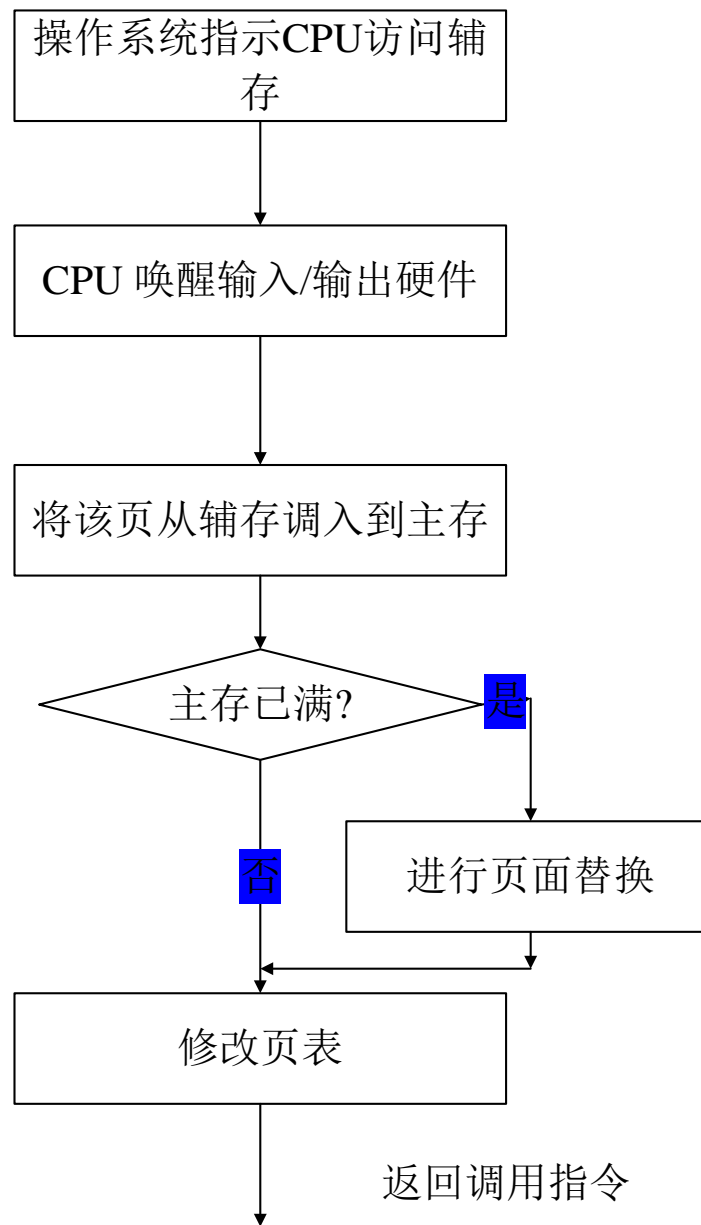 操作系统指示CPU访问辅
存
CPU 唤醒输入/输出硬件
将该页从辅存调入到主存
主存已满?
是
否
进行页面替换
修改页表
返回调用指令